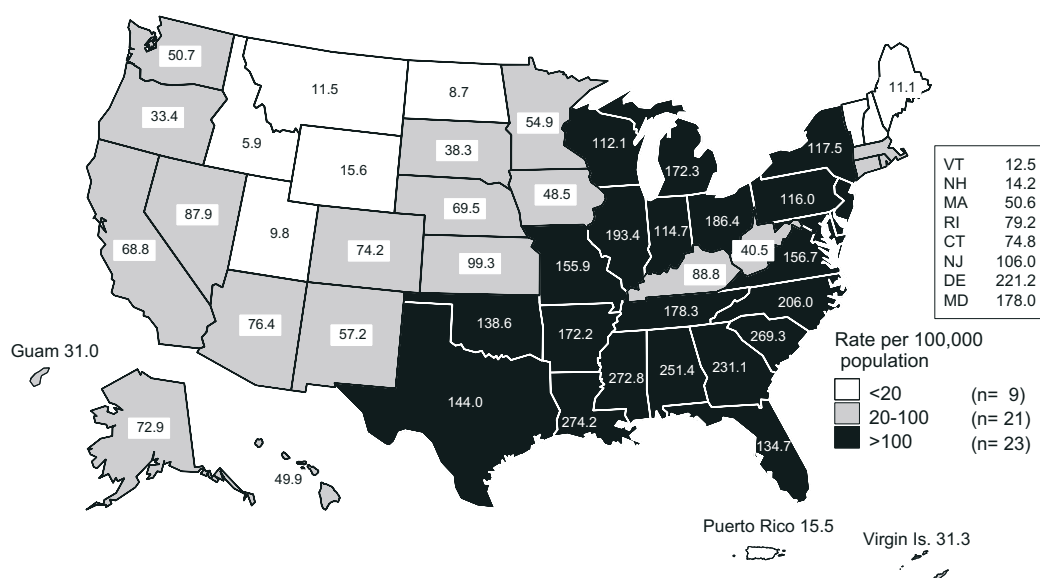 50.7
11.5
8.7
11.1
33.4
54.9
5.9
38.3
112.1
117.5
15.6
172.3
VT 12.5
NH 14.2
MA 50.6
RI 79.2
CT 74.8
NJ 106.0
DE 221.2
MD 178.0
87.9
69.5
48.5
116.0
9.8
193.4
114.7
186.4
68.8
74.2
99.3
155.9
40.5
156.7
88.8
76.4
57.2
138.6
172.2
178.3
206.0
269.3
Guam 31.0
144.0
272.8
251.4
231.1
274.2
134.7
72.9
49.9
Rate per 100,000
population
<20 (n= 9)
20-100 (n= 21)
>100 (n= 23)
Puerto Rico 15.5
Virgin Is. 31.3